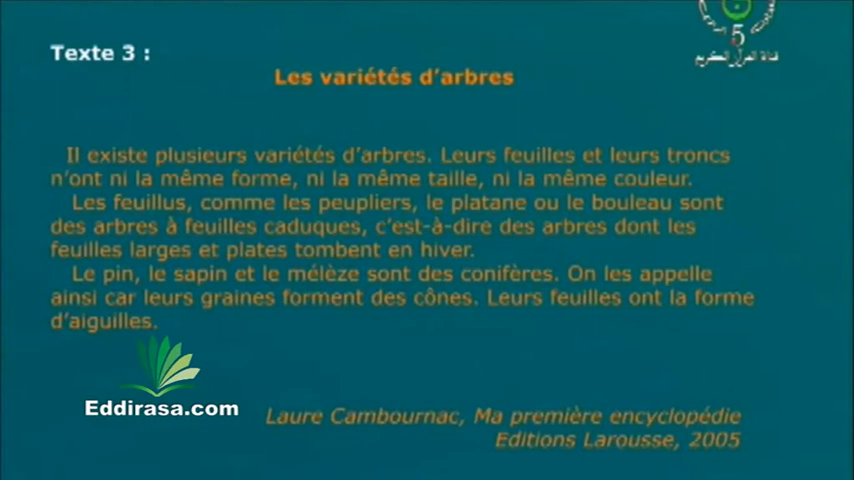 5
قناة القرآن الكريم
Texte 3 :
Les variétés d'arbres
Il existe plusieurs variétés d'arbres. Leurs feuilles et leurs troncs
n'ont ni la même forme, ni la même taille, ni la même couleur.
Les feuillus, comme les peupliers, le platane ou le bouleau sont
des arbres à feuilles caduques, c'est-à-dire des arbres dont les
feuilles larges et plates tombent en hiver.
Le pin, le sapin et le mélèze sont des conifères. On les appelle
ainsi car leurs graines forment des cônes. Leurs feuilles ont la forme
d'aiguilles.
Eddirasa.com
Laure Cambournac, Ma première encyclopédie
Editions Larousse, 2005